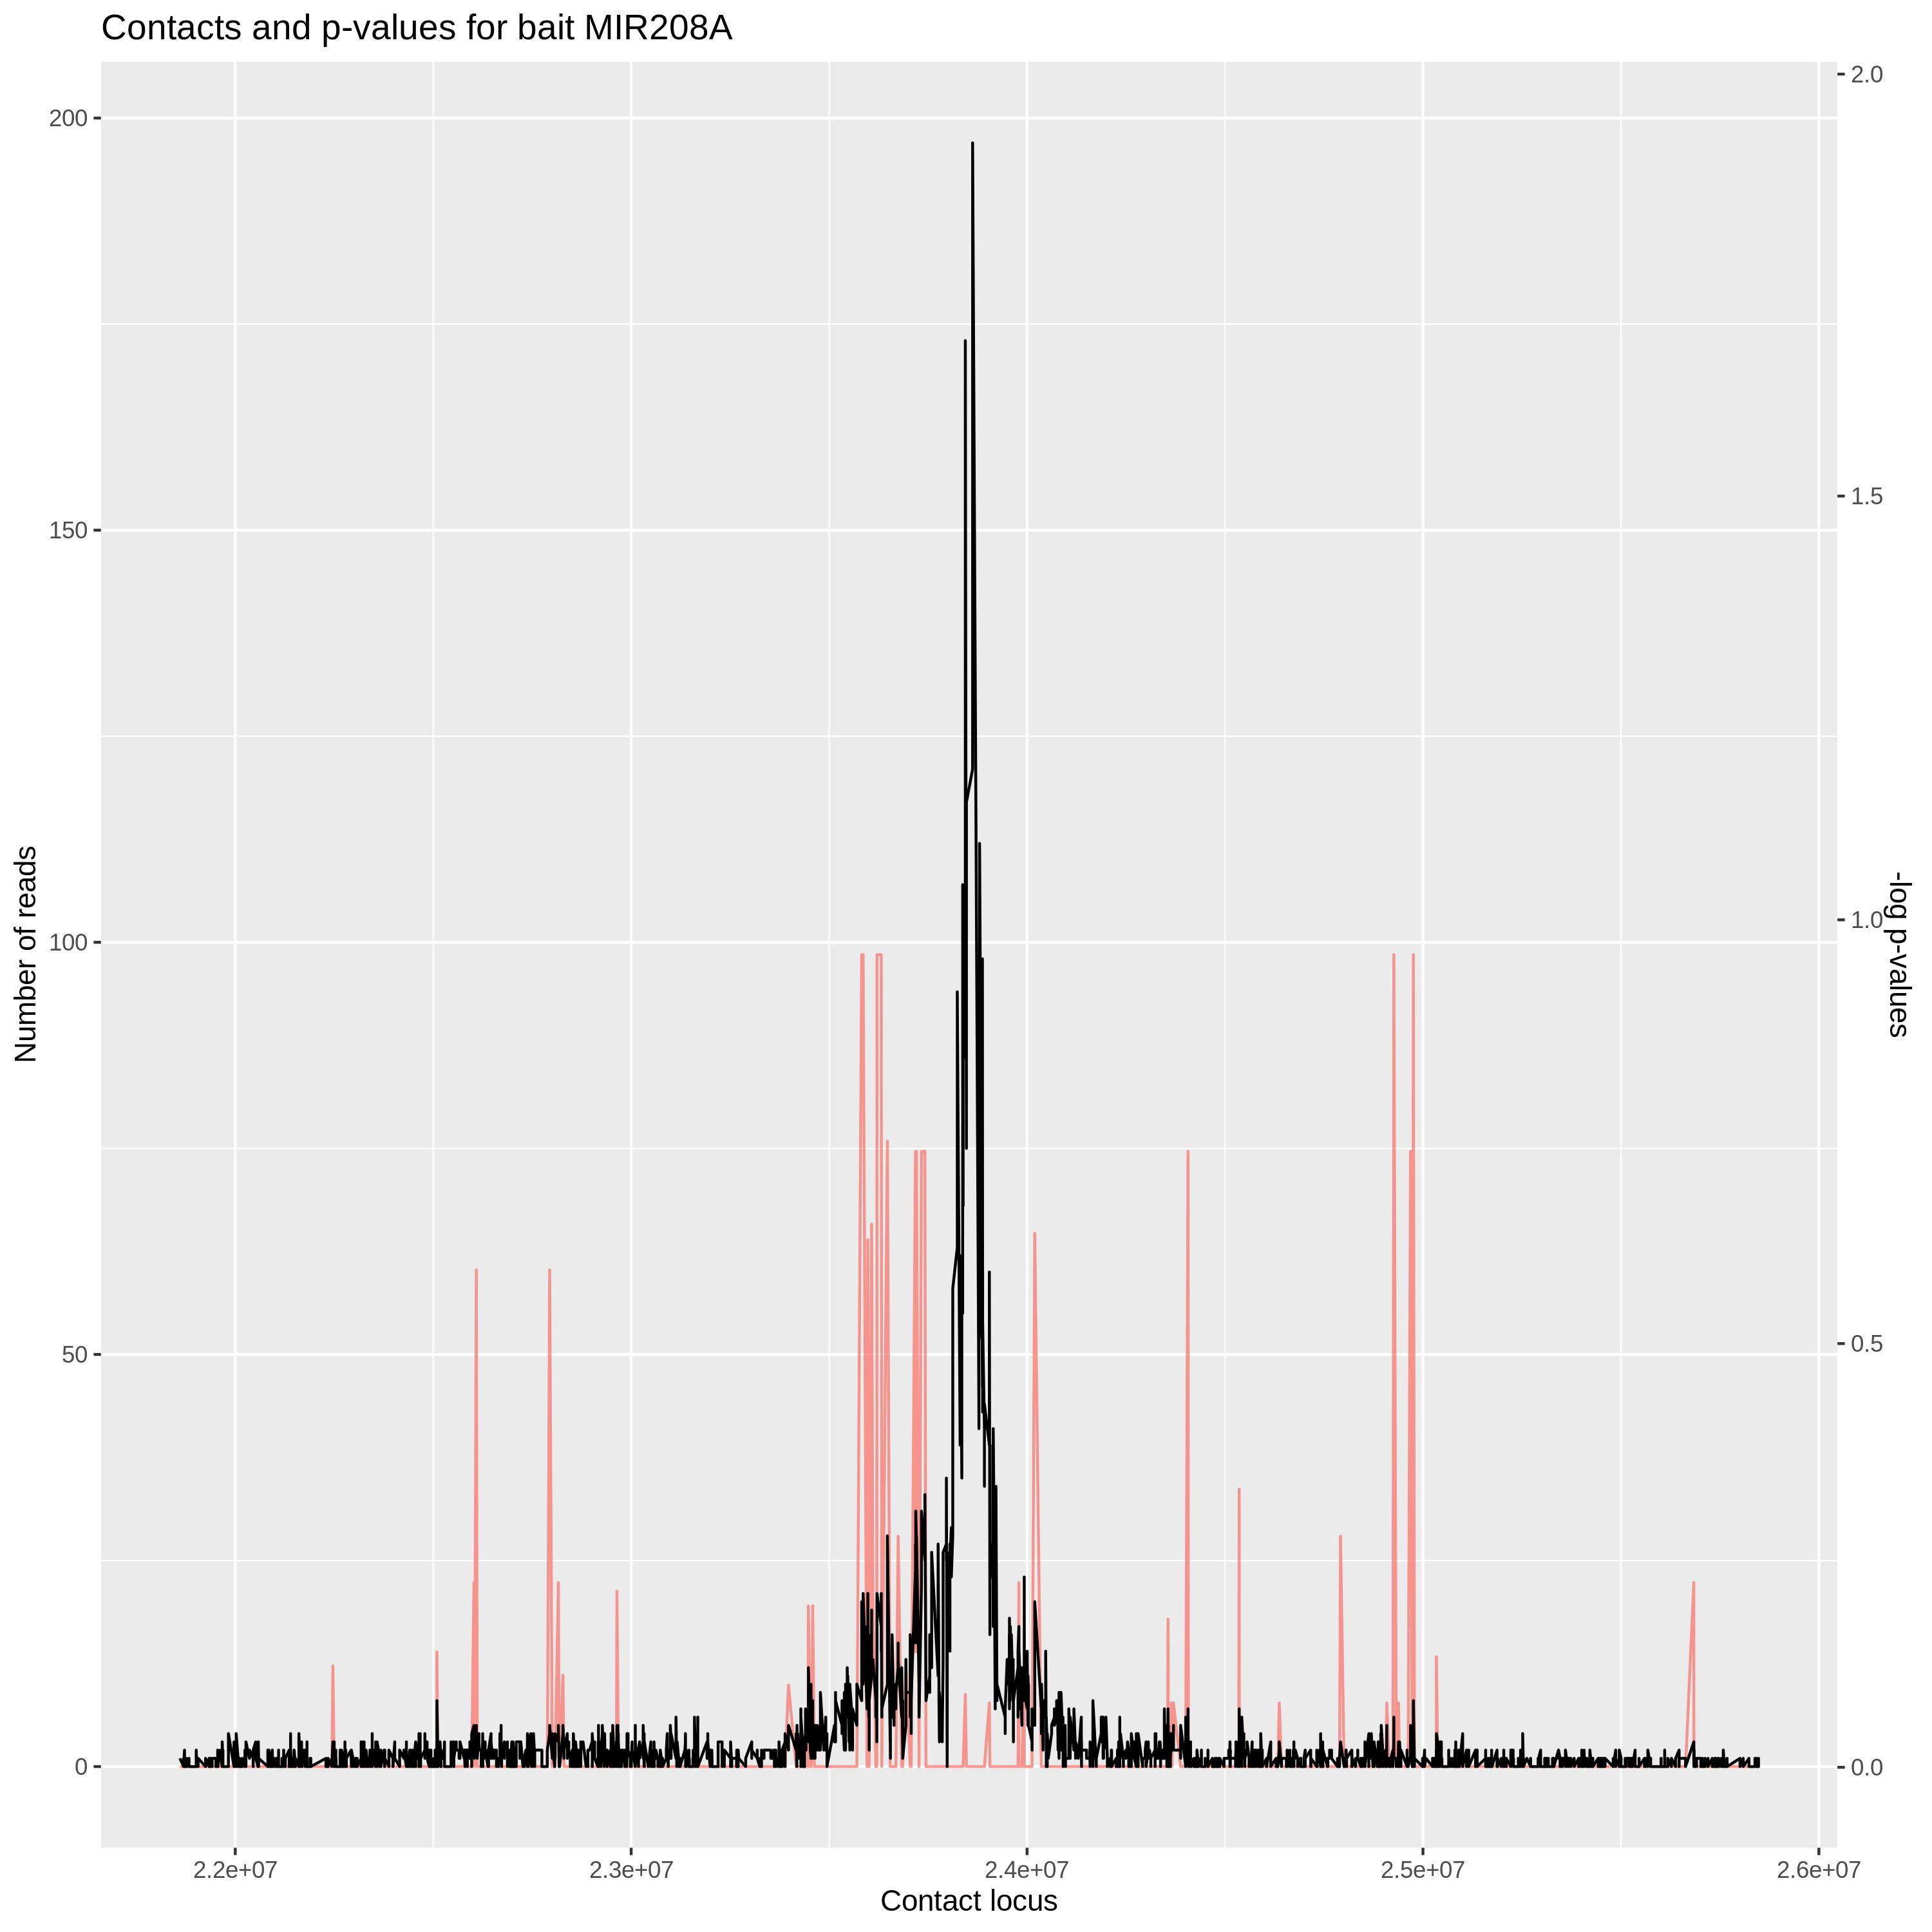 Contacts and p-values for bait MIR208A
200
150
100
50
0
Number of reads
2.0
1.5
1.0
0.5
0.0
-log p-values
2.2e+07
2.3e+07
2.4e+07
2.5e+07
2.6e+07
Contact locus